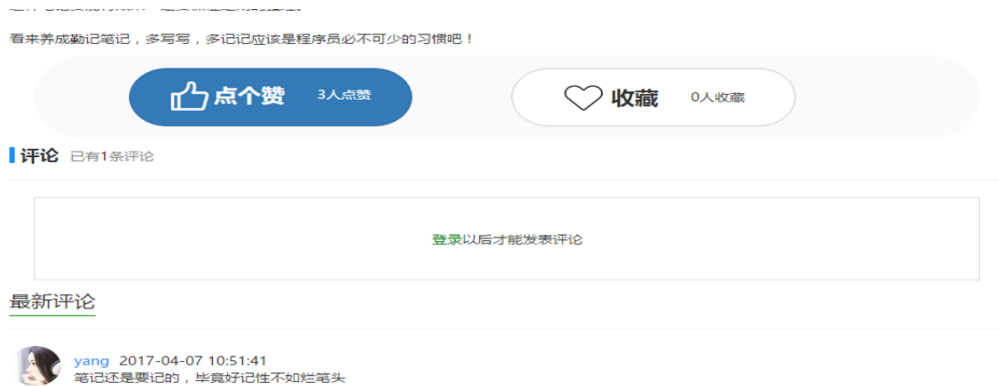 看来养成勤记笔记，多写写，多记记应该是程序员必不可少的习惯吧！
点个赞 3人点赞 收藏 0人收藏
评论 已有1条评论
登录以后才能发表评论
最新评论
yang 2017-04-07 10:51:41
笔记还是要记的，毕竟好记性不如烂笔头